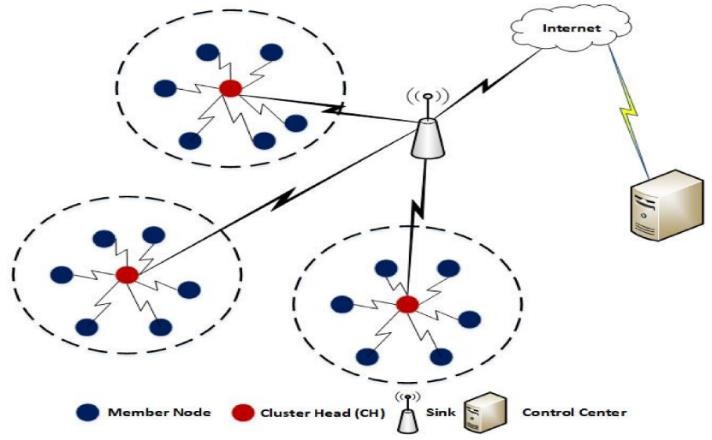 Internet
Member Node Cluster Head (CH) Sink Control Center